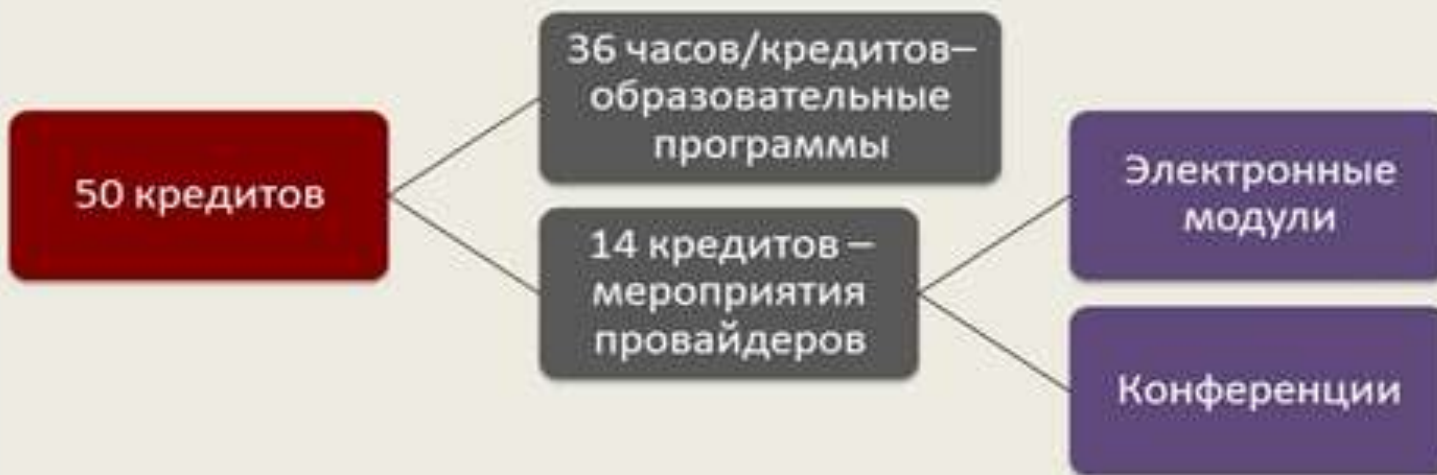 50 кредитов
36 часов/кредитов–
образовательные
программы
14 кредитов –
мероприятия
провайдеров
Электронные
модули
Конференции